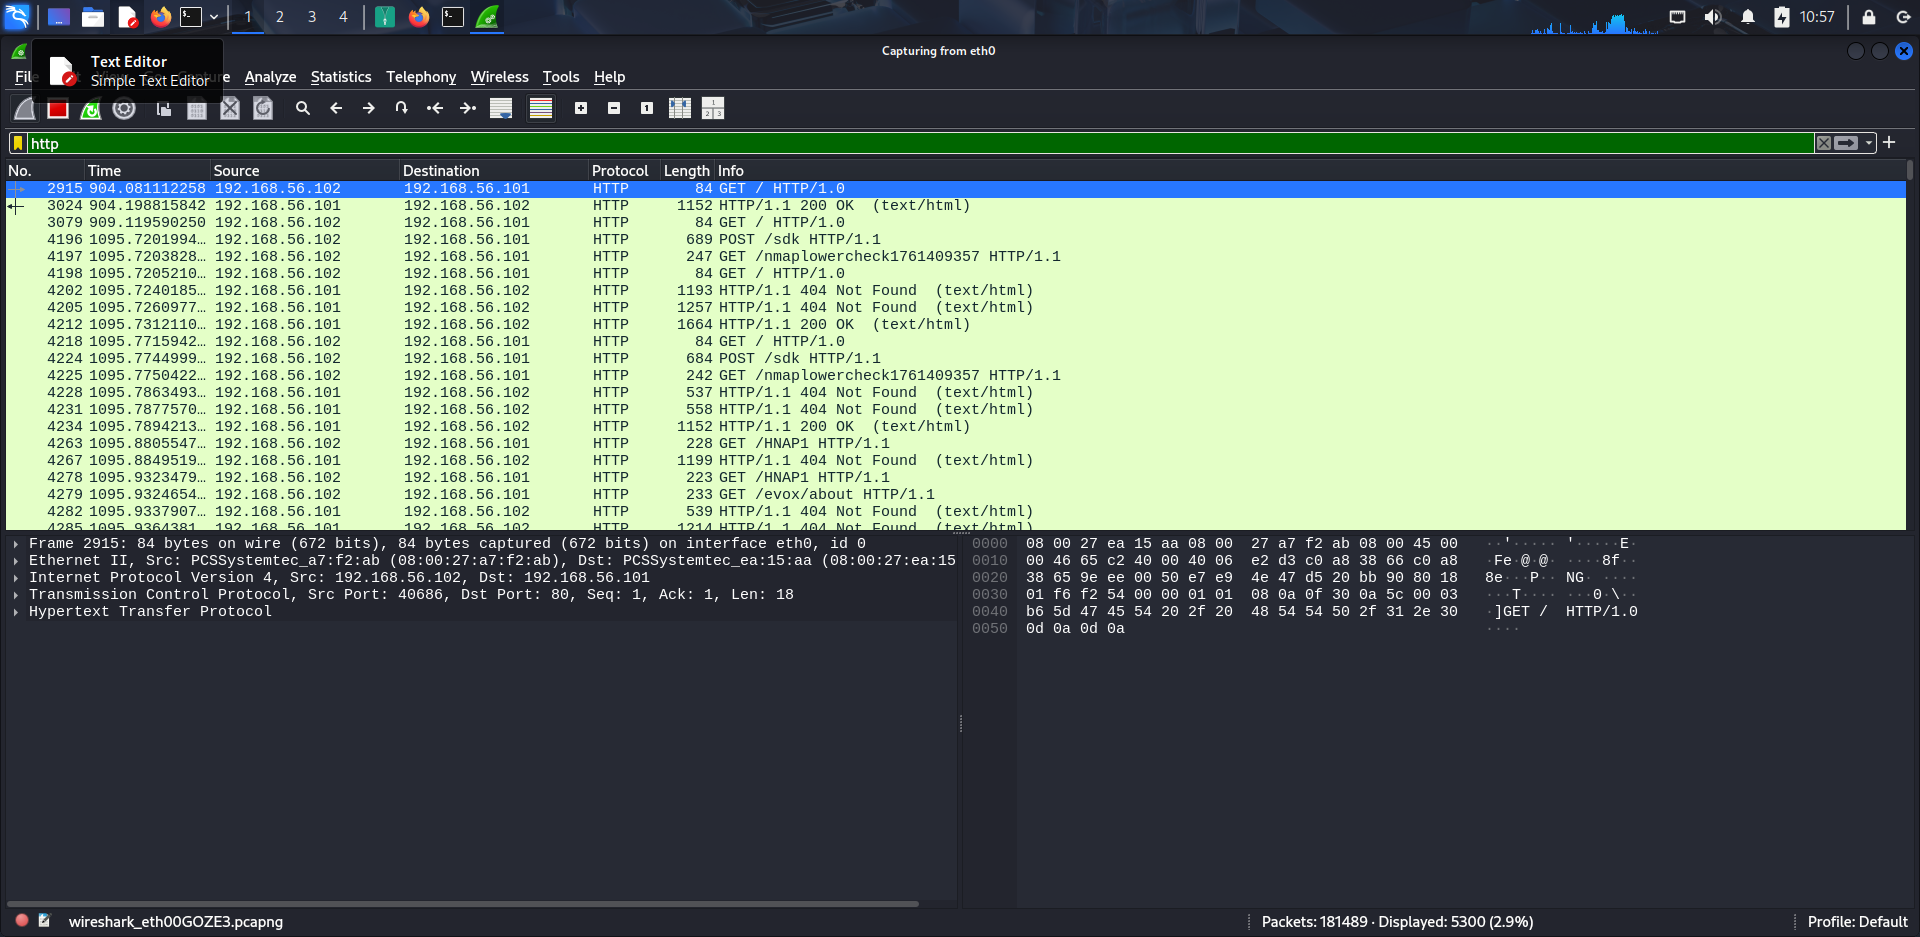 1 2 3 4 10:57
Capturing from eth0
Text Editor
Simple Text Editor
Analyze Statistics Telephony Wireless Tools Help
http
No. Time Source Destination Protocol Length Info
2915 904.081112258 192.168.56.102 192.168.56.101 HTTP 84 GET / HTTP/1.0
3024 904.198815842 192.168.56.101 192.168.56.102 HTTP 1152 HTTP/1.1 200 OK (text/html)
3079 909.119590250 192.168.56.102 192.168.56.101 HTTP 84 GET / HTTP/1.0
4196 1095.7201994… 192.168.56.102 192.168.56.101 HTTP 689 POST /sdk HTTP/1.1
4197 1095.7203828… 192.168.56.102 192.168.56.101 HTTP 247 GET /nmaplowercheck1761409357 HTTP/1.1
4198 1095.7205210… 192.168.56.102 192.168.56.101 HTTP 84 GET / HTTP/1.0
4202 1095.7240185… 192.168.56.101 192.168.56.102 HTTP 1193 HTTP/1.1 404 Not Found (text/html)
4205 1095.7260977… 192.168.56.101 192.168.56.102 HTTP 1257 HTTP/1.1 404 Not Found (text/html)
4212 1095.7312110… 192.168.56.101 192.168.56.102 HTTP 1664 HTTP/1.1 200 OK (text/html)
4218 1095.7715942… 192.168.56.102 192.168.56.101 HTTP 84 GET / HTTP/1.0
4224 1095.7744999… 192.168.56.102 192.168.56.101 HTTP 684 POST /sdk HTTP/1.1
4225 1095.7750422… 192.168.56.102 192.168.56.101 HTTP 242 GET /nmaplowercheck1761409357 HTTP/1.1
4228 1095.7863493… 192.168.56.101 192.168.56.102 HTTP 537 HTTP/1.1 404 Not Found (text/html)
4231 1095.7877570… 192.168.56.101 192.168.56.102 HTTP 558 HTTP/1.1 404 Not Found (text/html)
4234 1095.7894213… 192.168.56.101 192.168.56.102 HTTP 1152 HTTP/1.1 200 OK (text/html)
4263 1095.8805547… 192.168.56.102 192.168.56.101 HTTP 228 GET /HNAP1 HTTP/1.1
4267 1095.8849519… 192.168.56.101 192.168.56.102 HTTP 1199 HTTP/1.1 404 Not Found (text/html)
4278 1095.9323479… 192.168.56.102 192.168.56.101 HTTP 223 GET /HNAP1 HTTP/1.1
4279 1095.9324654… 192.168.56.102 192.168.56.101 HTTP 233 GET /evox/about HTTP/1.1
4282 1095.9337907… 192.168.56.101 192.168.56.102 HTTP 539 HTTP/1.1 404 Not Found (text/html)
4285 1095.9364381… 192.168.56.101 192.168.56.102 HTTP 1214 HTTP/1.1 404 Not Found (text/html)
Frame 2915: 84 bytes on wire (672 bits), 84 bytes captured (672 bits) on interface eth0, id 0
Ethernet II, Src: PCSSystemtec_a7:f2:ab (08:00:27:a7:f2:ab), Dst: PCSSystemtec_ea:15:aa (08:00:27:ea:15
Internet Protocol Version 4, Src: 192.168.56.102, Dst: 192.168.56.101
Transmission Control Protocol, Src Port: 40686, Dst Port: 80, Seq: 1, Ack: 1, Len: 18
Hypertext Transfer Protocol
0000 08 00 27 ea 15 aa 08 00 27 a7 f2 ab 08 00 45 00 ··'····· '·····E·
0010 00 46 65 c2 40 00 40 06 e2 d3 c0 a8 38 66 c0 a8 ·Fe·@·@· ····8f··
0020 38 65 9e ee 00 50 e7 e9 4e 47 d5 20 bb 90 80 18 8e···P·· NG· ····
0030 01 f6 f2 54 00 00 01 01 08 0a 0f 30 0a 5c 00 03 ···T···· ···0·\··
0040 b6 5d 47 45 54 20 2f 20 48 54 54 50 2f 31 2e 30 ·]GET / HTTP/1.0
0050 0d 0a 0d 0a ····
wireshark_eth00GOZE3.pcapng Packets: 181489 · Displayed: 5300 (2.9%) Profile: Default